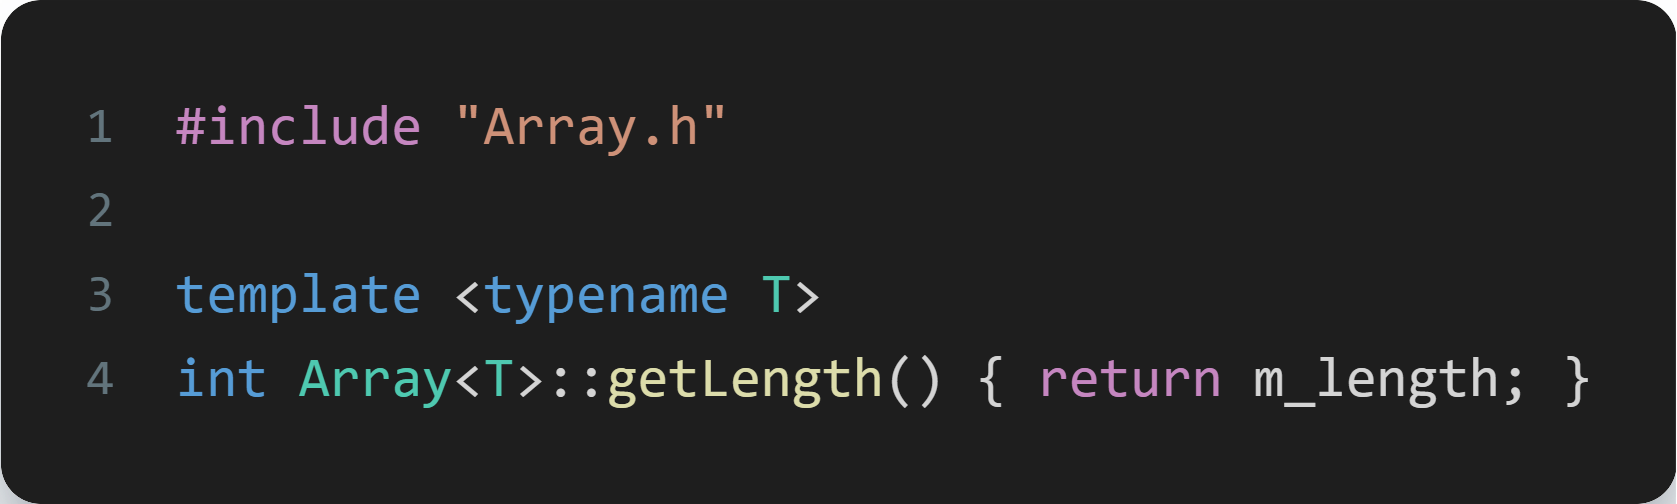 1 #include "Array.h"
2
3 template <typename T>
4 int Array<T>::getLength() { return m_length; }